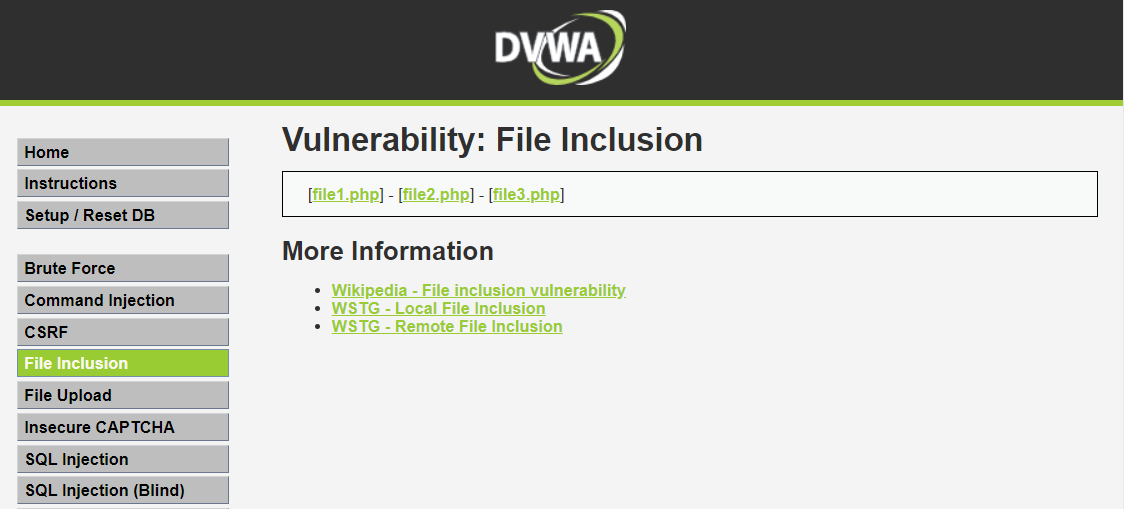 DVWA
Home
Instructions
Setup / Reset DB
Brute Force
Command Injection
CSRF
File Inclusion
File Upload
Insecure CAPTCHA
SQL Injection
SQL Injection (Blind)
Vulnerability: File Inclusion
[file1.php] - [file2.php] - [file3.php]
More Information
Wikipedia - File inclusion vulnerability
WSTG - Local File Inclusion
WSTG - Remote File Inclusion